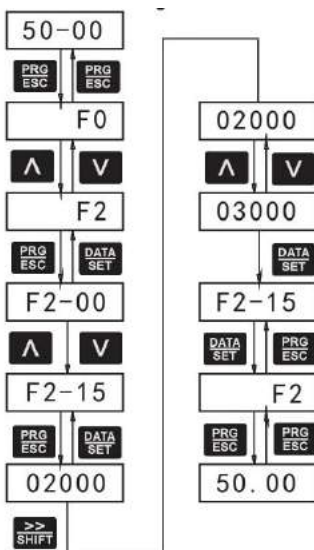 50-00
PRG ESC PRG ESC
F0
∧ ∨
F2
PRG ESC DATA SET
F2-00
∧ ∨
F2-15
PRG ESC DATA SET
02000
>> SHIFT
02000
∧ ∨
03000
DATA SET
F2-15
DATA SET PRG ESC
F2
PRG ESC PRG ESC
50.00